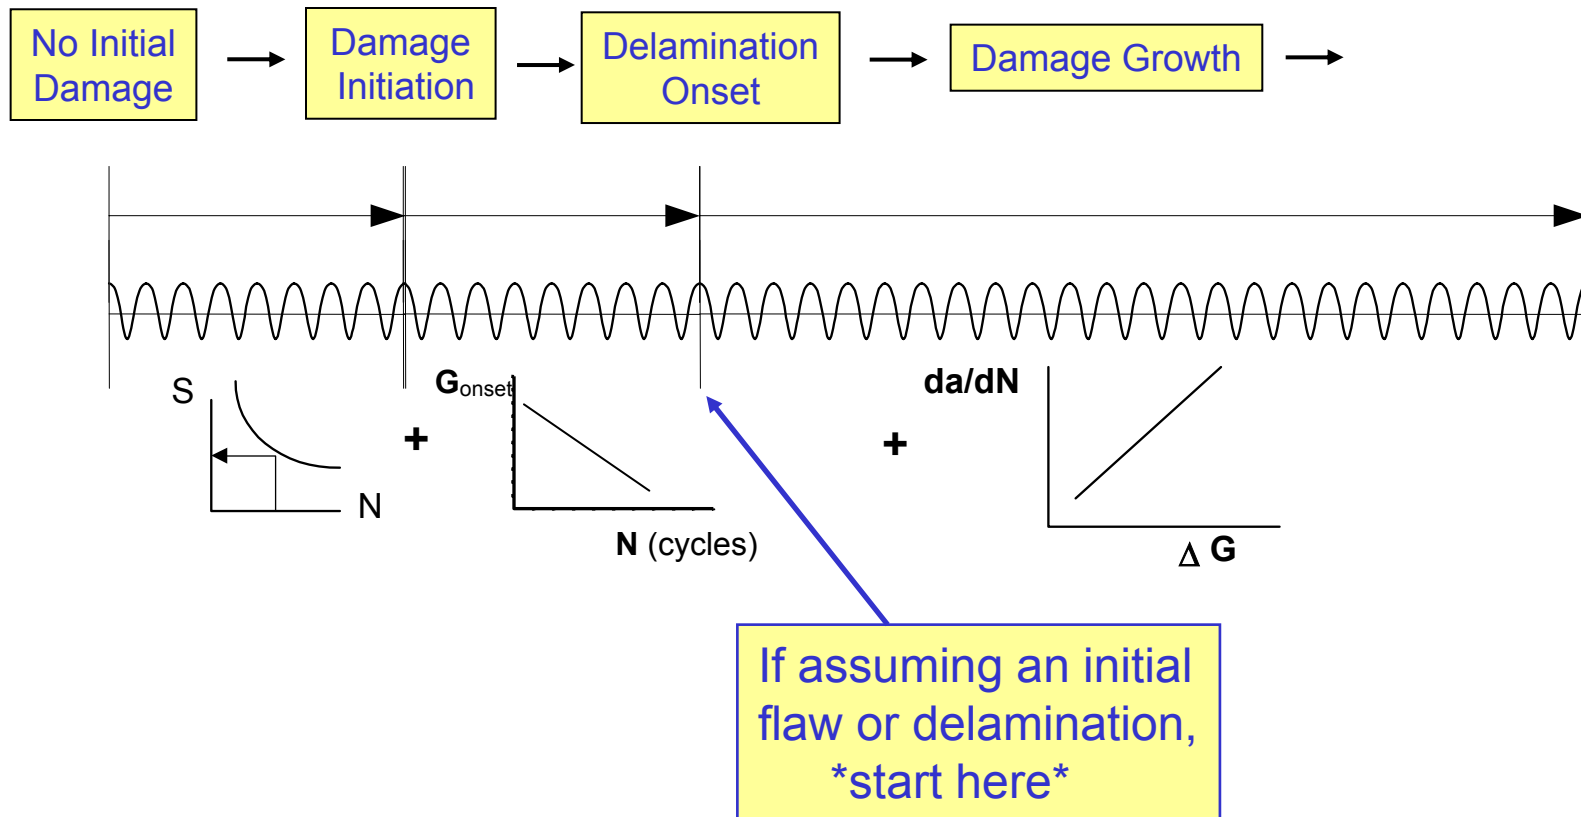 No Initial
Damage
Damage
Initiation
Delamination
Onset
Damage Growth
S
N
+
Gonset
N (cycles)
+
da/dN
Δ G
If assuming an initial
flaw or delamination,
*start here*